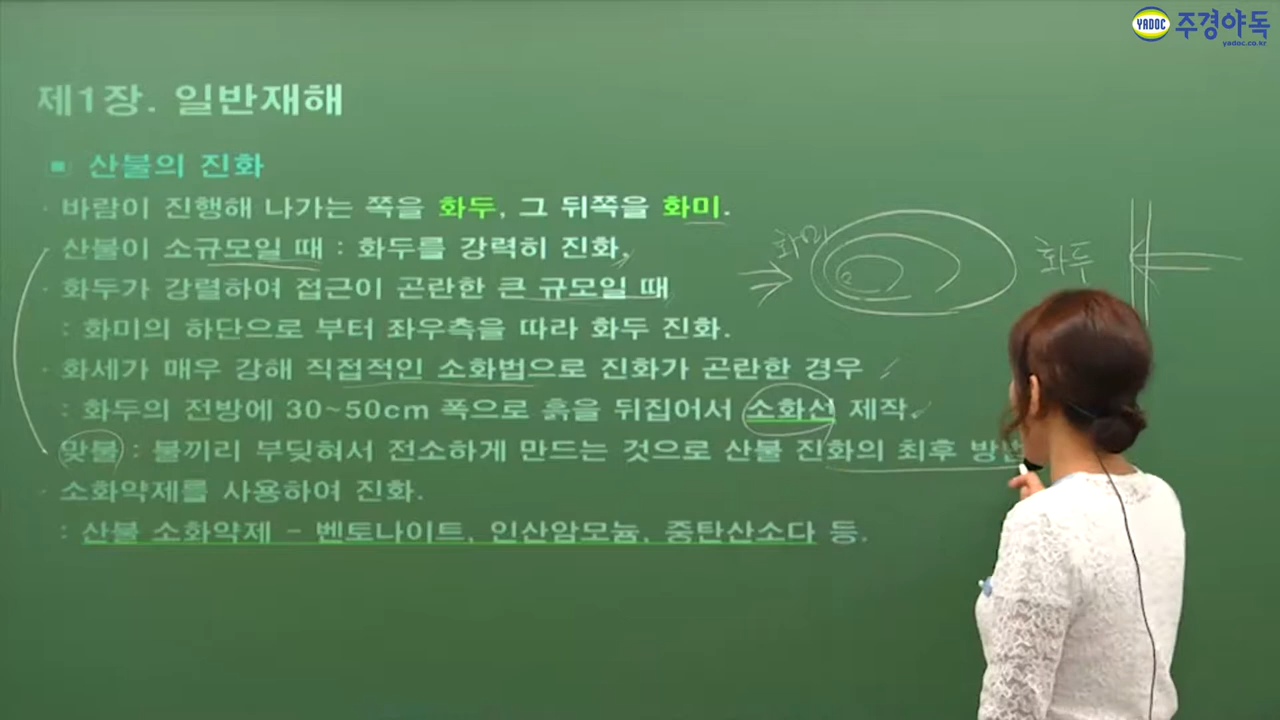 YADOC 주경야독
yadoc.co.kr
제1장. 일반재해
■ 산불의 진화
· 바람이 진행해 나가는 쪽을 화두, 그 뒤쪽을 화미.
· 산불이 소규모일 때 : 화두를 강력히 진화.
· 화두가 강렬하여 접근이 곤란한 큰 규모일 때
: 화미의 하단으로 부터 좌우측을 따라 화두 진화.
· 화세가 매우 강해 직접적인 소화법으로 진화가 곤란한 경우
: 화두의 전방에 30~50cm 폭으로 흙을 뒤집어서 소화선 제작.
· 맞불 : 불끼리 부딪혀서 전소하게 만드는 것으로 산불 진화의 최후 방법
· 소화약제를 사용하여 진화.
: 산불 소화약제 - 벤토나이트, 인산암모늄, 중탄산소다 등.
화미
화두